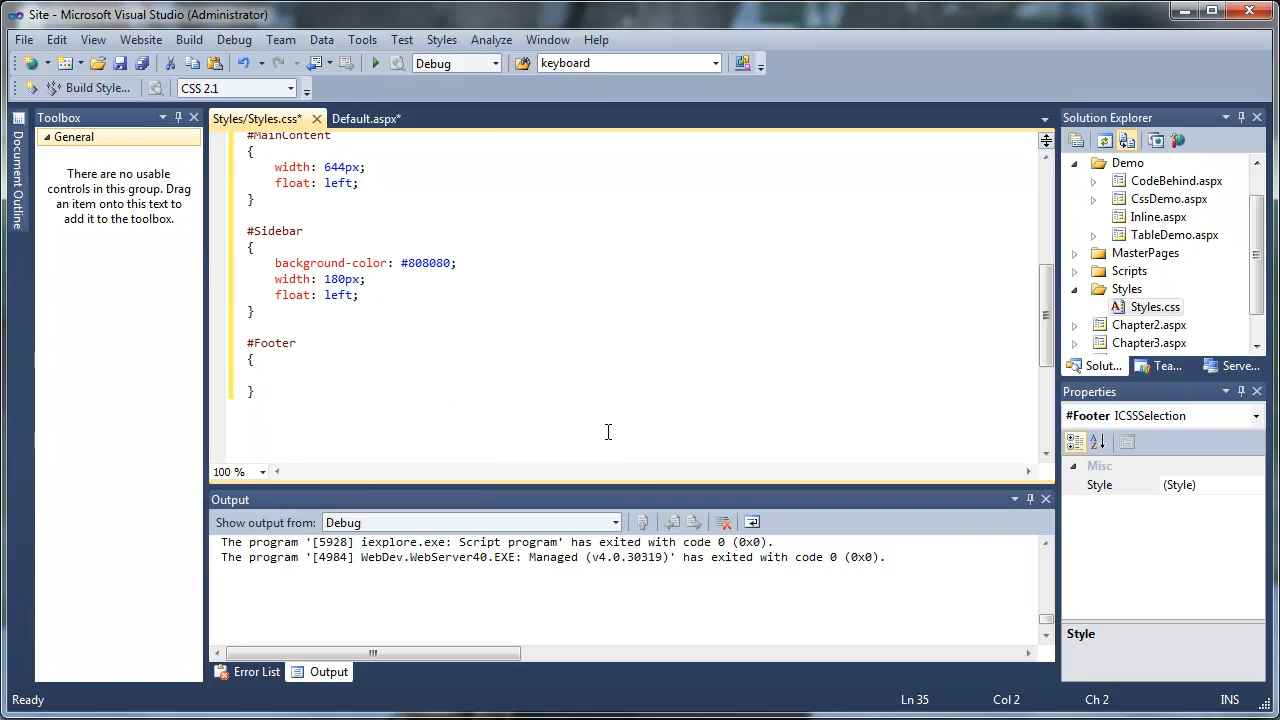 Site - Microsoft Visual Studio (Administrator)
File Edit View Website Build Debug Team Data Tools Test Styles Analyze Window Help
Debug keyboard
Build Style... CSS 2.1
Document Outline
Toolbox
General
There are no usable
controls in this group. Drag
an item onto this text to
add it to the toolbox.
Styles/Styles.css* Default.aspx*
#MainContent
{
width: 644px;
float: left;
}
#Sidebar
{
background-color: #808080;
width: 180px;
float: left;
}
#Footer
{
}
100 %
Output
Show output from: Debug
The program '[5928] iexplore.exe: Script program' has exited with code 0 (0x0).
The program '[4984] WebDev.WebServer40.EXE: Managed (v4.0.30319)' has exited with code 0 (0x0).
Error List Output
Solution Explorer
Demo
CodeBehind.aspx
CssDemo.aspx
Inline.aspx
TableDemo.aspx
MasterPages
Scripts
Styles
Styles.css
Chapter2.aspx
Chapter3.aspx
Solut... Tea... Serve...
Properties
#Footer ICSSSelection
Misc
Style (Style)
Style
Ready Ln 35 Col 2 Ch 2 INS